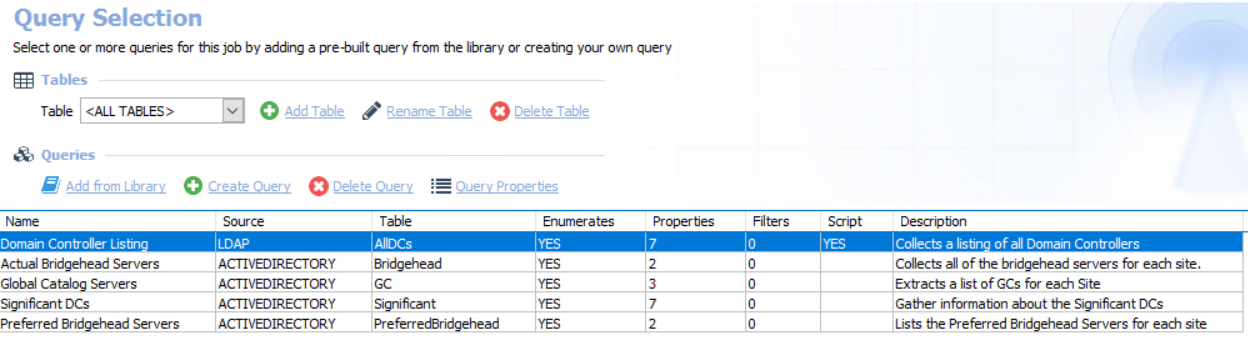 Query Selection
Select one or more queries for this job by adding a pre-built query from the library or creating your own query
Tables
Table <ALL TABLES> Add Table Rename Table Delete Table
Queries
Add from Library Create Query Delete Query Query Properties
Name Source Table Enumerates Properties Filters Script Description
Domain Controller Listing LDAP AllDCs YES 7 0 YES Collects a listing of all Domain Controllers
Actual Bridgehead Servers ACTIVEDIRECTORY Bridgehead YES 2 0 Collects all of the bridgehead servers for each site.
Global Catalog Servers ACTIVEDIRECTORY GC YES 3 0 Extracts a list of GCs for each Site
Significant DCs ACTIVEDIRECTORY Significant YES 7 0 Gather information about the Significant DCs
Preferred Bridgehead Servers ACTIVEDIRECTORY PreferredBridgehead YES 2 0 Lists the Preferred Bridgehead Servers for each site